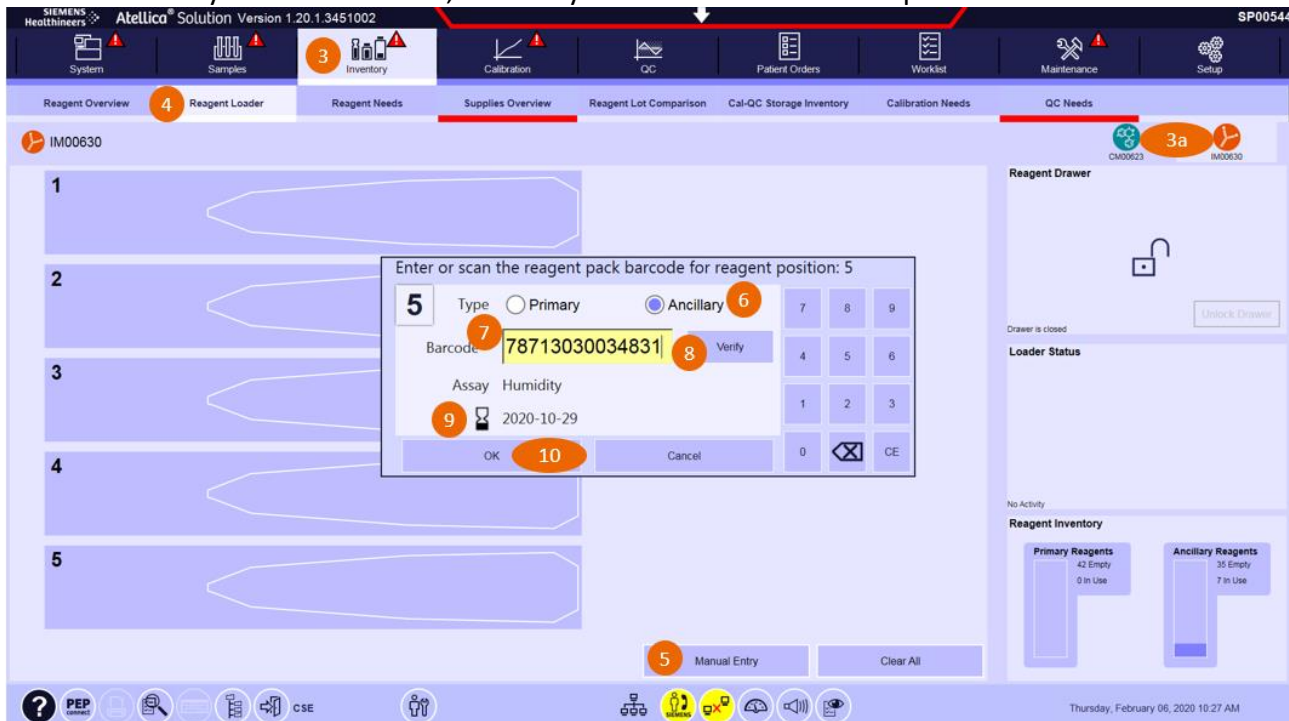 SIEMENS
Healthineers
Atellica® Solution Version 1.20.1.3451002
SP00544
System
Samples
3
Inventory
Calibration
QC
Patient Orders
Worklist
Maintenance
Setup
Reagent Overview
4
Reagent Loader
Reagent Needs
Supplies Overview
Reagent Lot Comparison
Cal-QC Storage Inventory
Calibration Needs
QC Needs
IM00630
CM00623
3a
IM00630
1
2
3
4
5
Enter or scan the reagent pack barcode for reagent position: 5
5
Type
Primary
Ancillary
6
7
Barcode
78713030034831
8
Verify
Assay
Humidity
9
2020-10-29
OK
10
Cancel
7 8 9
4 5 6
1 2 3
0 CE
5
Manual Entry
Clear All
Reagent Drawer
Unlock Drawer
Drawer is closed
Loader Status
No Activity
Reagent Inventory
Primary Reagents
42 Empty
0 In Use
Ancillary Reagents
35 Empty
7 In Use
?
PEP
connect
CSE
SIEMENS
Thursday, February 06, 2020 10:27 AM